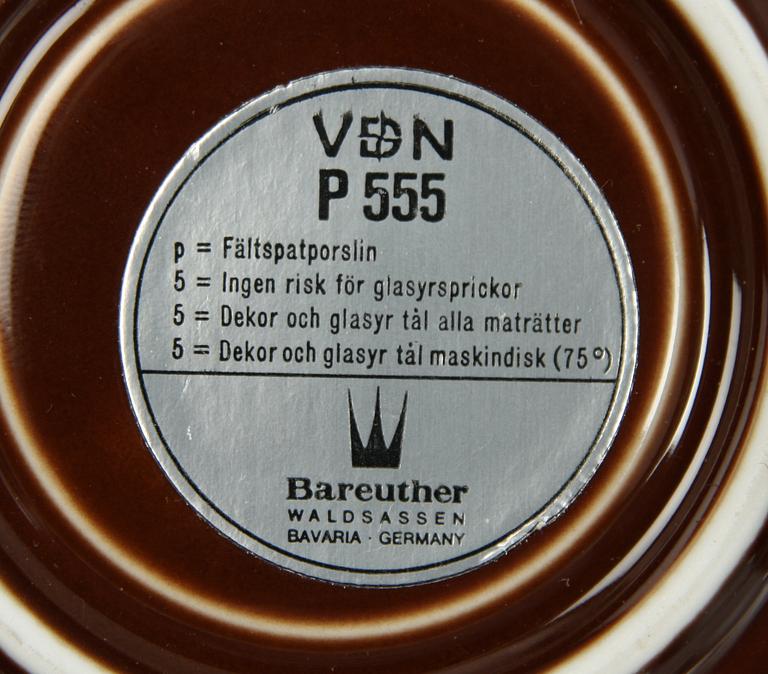 VDN
P 555
p = Fältspatporslin
5 = Ingen risk för glasyrsprickor
5 = Dekor och glasyr tål alla maträtter
5 = Dekor och glasyr tål maskindisk (75°)
Bareuther
WALDSASSEN
BAVARIA · GERMANY